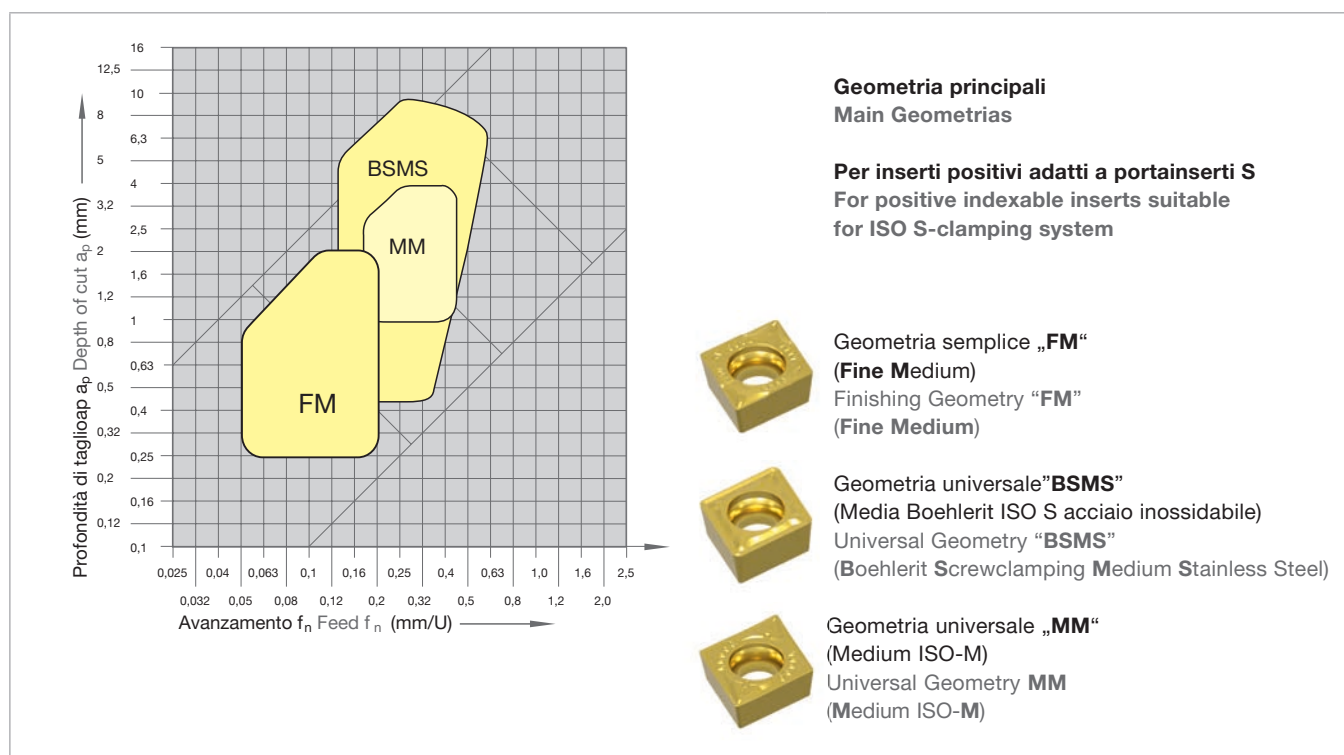 16
12,5
10
8
6,3
5
4
3,2
2,5
2
1,6
1,2
1
0,8
0,63
0,5
0,4
0,32
0,25
0,2
0,16
0,12
0,1
Profondità di taglioap aₚ Depth of cut aₚ (mm)
BSMS
MM
FM
0,025 0,04 0,063 0,1 0,16 0,25 0,4 0,63 1,0 1,6 2,5
0,032 0,05 0,08 0,12 0,2 0,32 0,5 0,8 1,2 2,0
Avanzamento fₙ Feed fₙ (mm/U)
Geometria principali
Main Geometrias
Per inserti positivi adatti a portainserti S
For positive indexable inserts suitable
for ISO S-clamping system
Geometria semplice „FM“
(Fine Medium)
Finishing Geometry “FM”
(Fine Medium)
Geometria universale”BSMS”
(Media Boehlerit ISO S acciaio inossidabile)
Universal Geometry “BSMS”
(Boehlerit Screwclamping Medium Stainless Steel)
Geometria universale „MM“
(Medium ISO-M)
Universal Geometry MM
(Medium ISO-M)